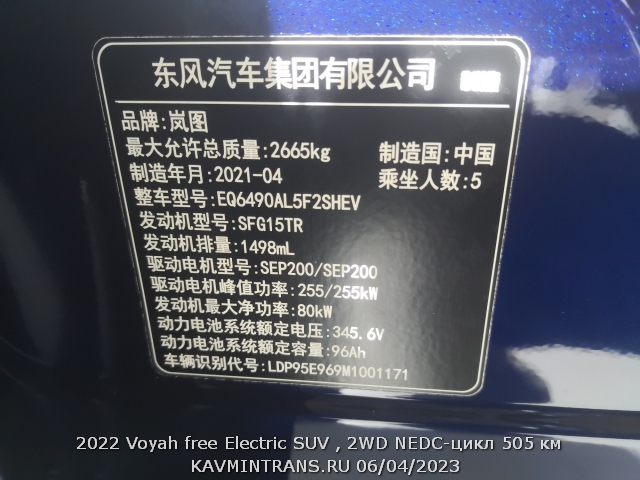 东风汽车集团有限公司 制造
品牌:岚图
最大允许总质量:2665kg 制造国:中国
制造年月:2021-04 乘坐人数:5
整车型号:EQ6490AL5F2SHEV
发动机型号:SFG15TR
发动机排量:1498mL
驱动电机型号:SEP200/SEP200
驱动电机峰值功率:255/255kW
发动机最大净功率:80kW
动力电池系统额定电压:345.6V
动力电池系统额定容量:96Ah
车辆识别代号:LDP95E969M1001171
2022 Voyah free Electric SUV , 2WD NEDC-цикл 505 км
KAVMINTRANS.RU 06/04/2023